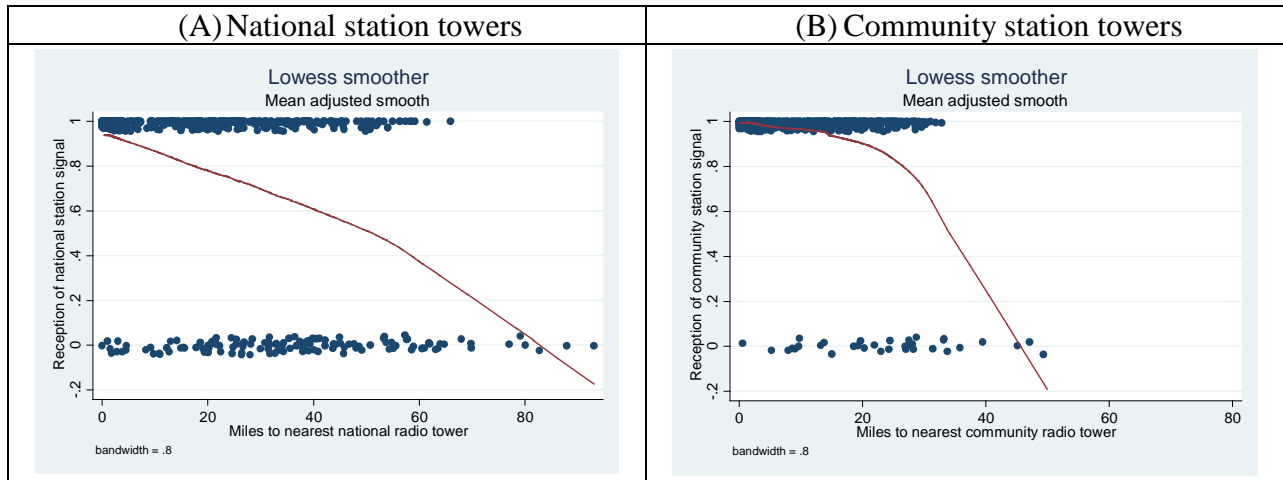 (A) National station towers
Lowess smoother
Mean adjusted smooth
Reception of national station signal
1
.8
.6
.4
.2
0
-.2
0 20 40 60 80
Miles to nearest national radio tower
bandwidth = .8
(B) Community station towers
Lowess smoother
Mean adjusted smooth
Reception of community station signal
1
.8
.6
.4
.2
0
-.2
0 20 40 60 80
Miles to nearest community radio tower
bandwidth = .8